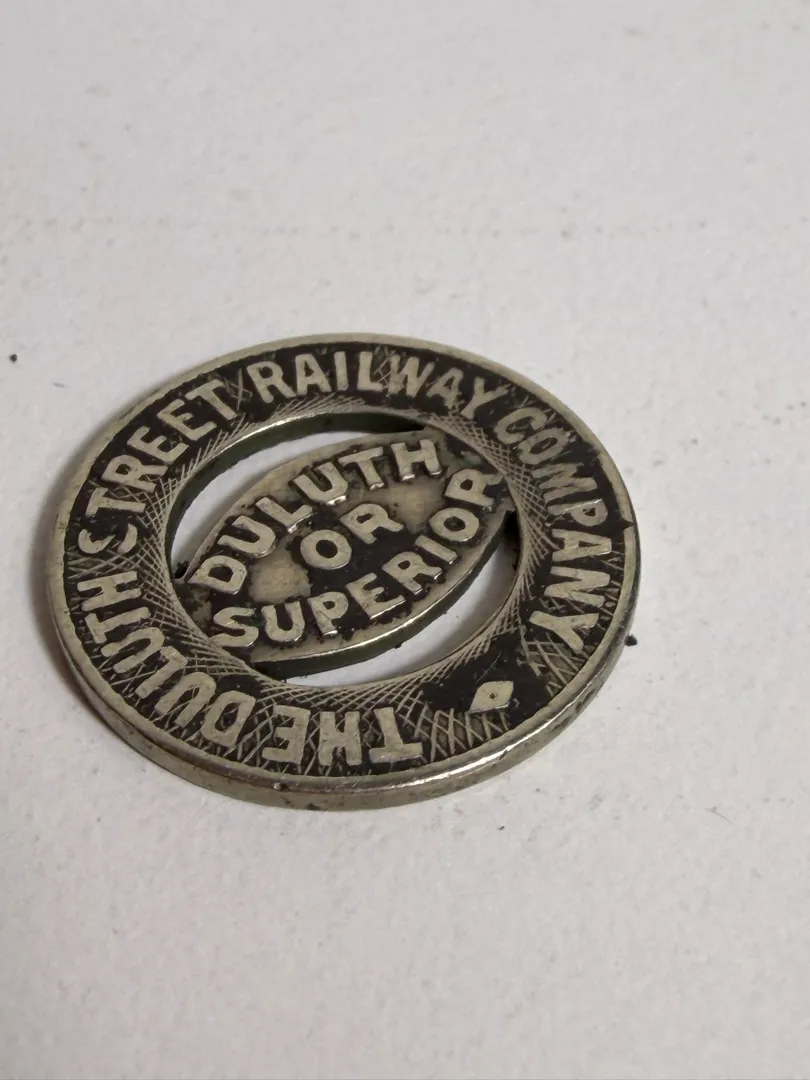 THE DULUTH STREET RAILWAY COMPANY
DULUTH
OR
SUPERIOR